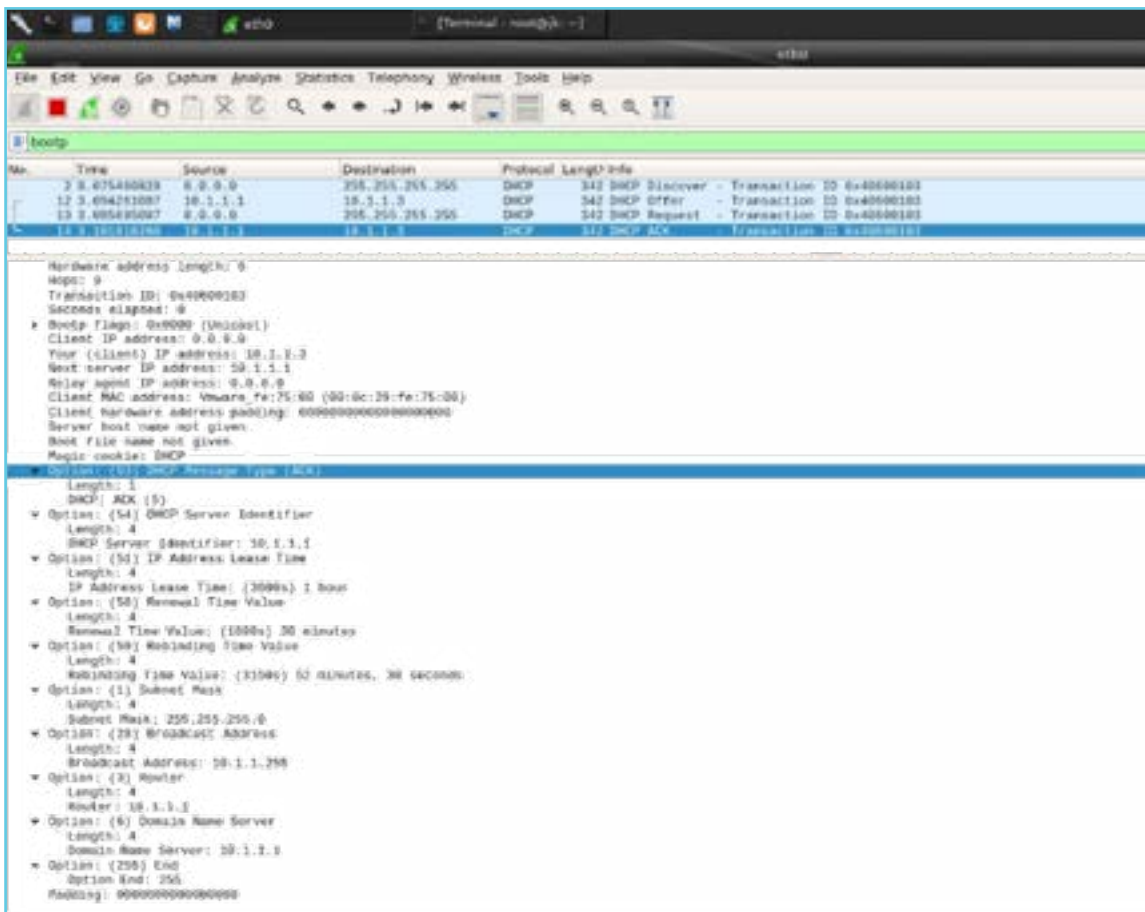 eth0
[Terminal - root@jk: ~]
eth0
File Edit View Go Capture Analyze Statistics Telephony Wireless Tools Help
bootp
No. Time Source Destination Protocol Length Info
2 0.0.0.0 255.255.255.255 DHCP 342 DHCP Discover - Transaction ID 0x40600103
12 10.1.1.1 10.1.1.3 DHCP 342 DHCP Offer - Transaction ID 0x40600103
13 0.0.0.0 255.255.255.255 DHCP 342 DHCP Request - Transaction ID 0x40600103
14 10.1.1.1 10.1.1.3 DHCP 342 DHCP ACK - Transaction ID 0x40600103
Hardware address length: 6
Hops: 0
Transaction ID: 0x40600103
Seconds elapsed: 0
Bootp flags: 0x0000 (Unicast)
Client IP address: 0.0.0.0
Your (client) IP address: 10.1.1.3
Next server IP address: 10.1.1.1
Relay agent IP address: 0.0.0.0
Client MAC address: Vmware_fe:75:00 (00:0c:29:fe:75:00)
Client hardware address padding: 00000000000000000000
Server host name not given
Boot file name not given
Magic cookie: DHCP
Option: (53) DHCP Message Type (ACK)
Length: 1
DHCP: ACK (5)
Option: (54) DHCP Server Identifier
Length: 4
DHCP Server Identifier: 10.1.1.1
Option: (51) IP Address Lease Time
Length: 4
IP Address Lease Time: (3600s) 1 hour
Option: (58) Renewal Time Value
Length: 4
Renewal Time Value: (1800s) 30 minutes
Option: (59) Rebinding Time Value
Length: 4
Rebinding Time Value: (3150s) 52 minutes, 30 seconds
Option: (1) Subnet Mask
Length: 4
Subnet Mask: 255.255.255.0
Option: (28) Broadcast Address
Length: 4
Broadcast Address: 10.1.1.255
Option: (3) Router
Length: 4
Router: 10.1.1.1
Option: (6) Domain Name Server
Length: 4
Domain Name Server: 10.1.1.1
Option: (255) End
Option End: 255
Padding: 0000000000000000